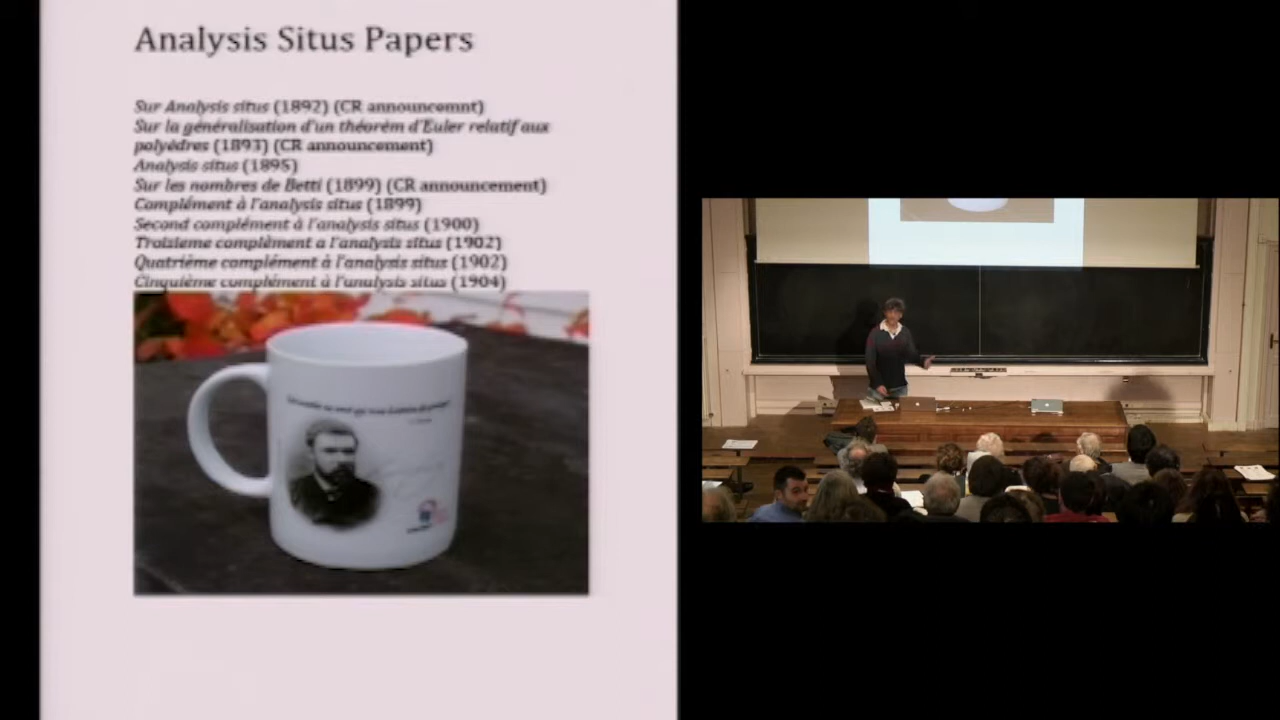 Analysis Situs Papers
Sur Analysis situs (1892) (CR announcemnt)
Sur la généralisation d'un théorém d'Euler relatif aux
polyèdres (1893) (CR announcement)
Analysis situs (1895)
Sur les nombres de Betti (1899) (CR announcement)
Complément à l'analysis situs (1899)
Second complément à l'analysis situs (1900)
Troisieme complèment a l'analysis situs (1902)
Quatrième complément à l'analysis situs (1902)
Cinquième complément à l'analysis situs (1904)